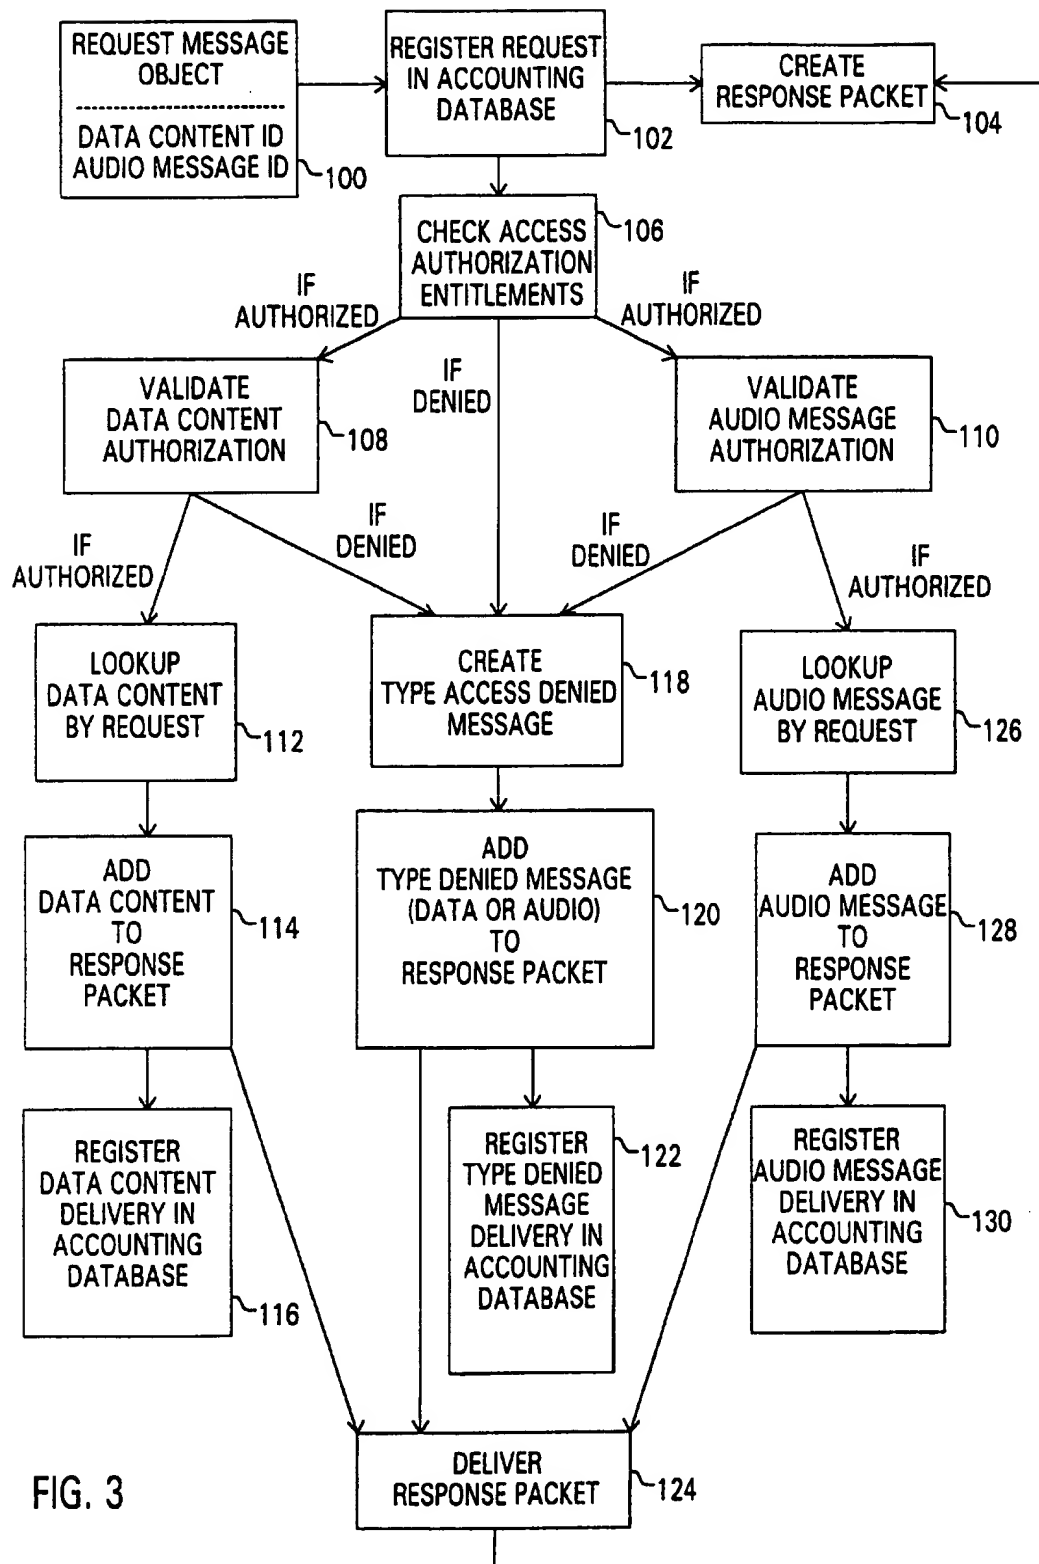 REQUEST MESSAGE
OBJECT
DATA CONTENT ID
AUDIO MESSAGE ID
100
REGISTER REQUEST
IN ACCOUNTING
DATABASE
102
CREATE
RESPONSE PACKET
104
CHECK ACCESS
AUTHORIZATION
ENTITLEMENTS
106
IF
AUTHORIZED
IF
DENIED
IF
AUTHORIZED
VALIDATE
DATA CONTENT
AUTHORIZATION
108
VALIDATE
AUDIO MESSAGE
AUTHORIZATION
110
IF
AUTHORIZED
IF
DENIED
IF
DENIED
IF
AUTHORIZED
LOOKUP
DATA CONTENT
BY REQUEST
112
CREATE
TYPE ACCESS DENIED
MESSAGE
118
LOOKUP
AUDIO MESSAGE
BY REQUEST
126
ADD
DATA CONTENT
TO
RESPONSE
PACKET
114
ADD
TYPE DENIED MESSAGE
(DATA OR AUDIO)
TO
RESPONSE PACKET
120
ADD
AUDIO MESSAGE
TO
RESPONSE
PACKET
128
REGISTER
DATA CONTENT
DELIVERY IN
ACCOUNTING
DATABASE
116
REGISTER
TYPE DENIED
MESSAGE
DELIVERY IN
ACCOUNTING
DATABASE
122
REGISTER
AUDIO MESSAGE
DELIVERY IN
ACCOUNTING
DATABASE
130
DELIVER
RESPONSE PACKET
124
FIG. 3